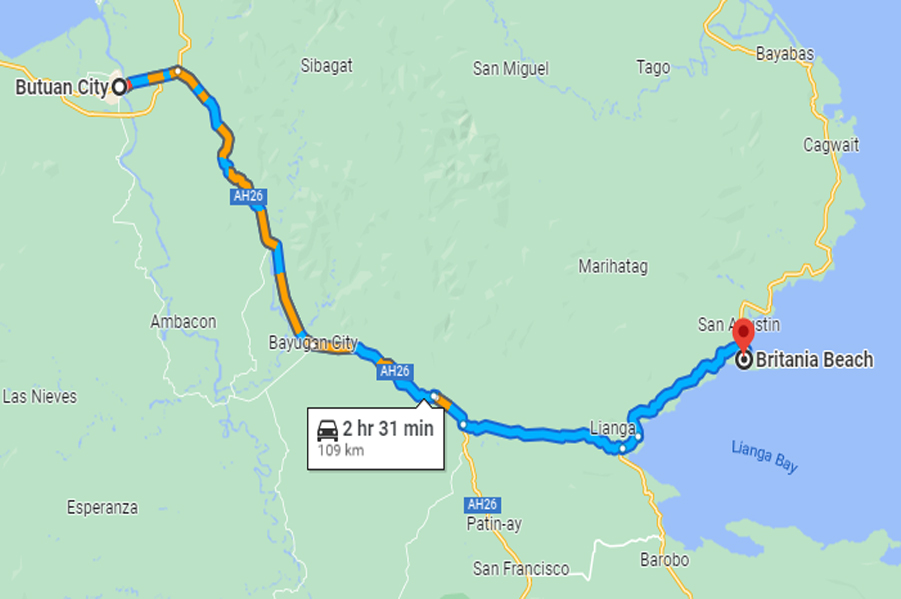 Bayabas
Sibagat
San Miguel
Tago
Butuan City
Cagwait
AH26
Marihatag
Ambacon
San Agustin
Bayugan City
Britania Beach
AH26
Las Nieves
2 hr 31 min
109 km
Lianga
Lianga Bay
AH26
Esperanza
Patin-ay
Barobo
San Francisco